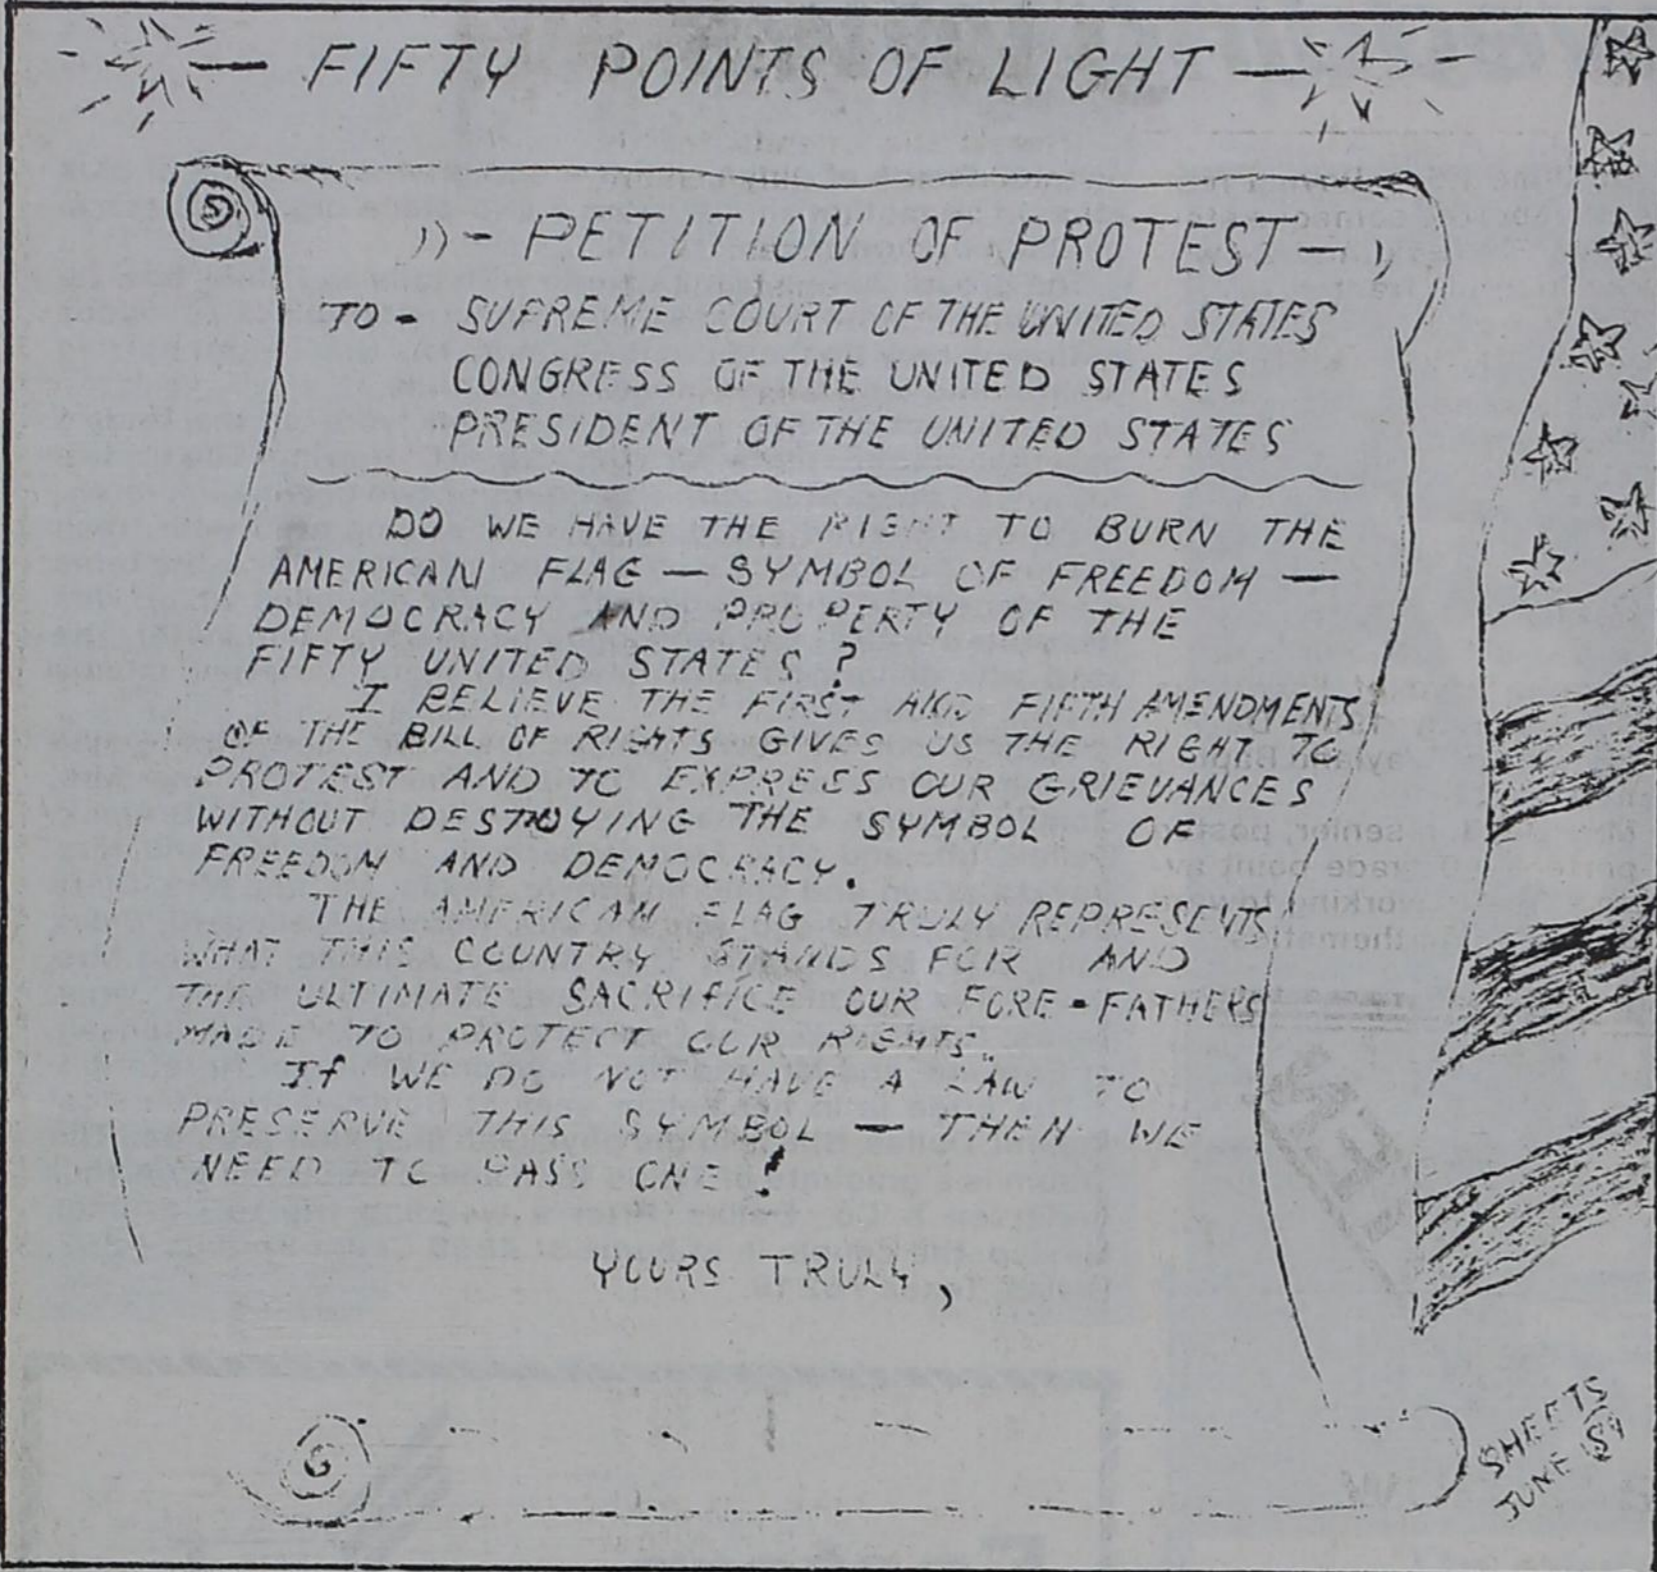 — FIFTY POINTS OF LIGHT —
- PETITION OF PROTEST -
TO - SUPREME COURT OF THE UNITED STATES
CONGRESS OF THE UNITED STATES
PRESIDENT OF THE UNITED STATES
DO WE HAVE THE RIGHT TO BURN THE
AMERICAN FLAG — SYMBOL OF FREEDOM —
DEMOCRACY AND PROPERTY OF THE
FIFTY UNITED STATES?
I BELIEVE THE FIRST AND FIFTH AMENDMENTS
OF THE BILL OF RIGHTS GIVES US THE RIGHT TO
PROTEST AND TO EXPRESS OUR GRIEVANCES
WITHOUT DESTROYING THE SYMBOL OF
FREEDOM AND DEMOCRACY.
THE AMERICAN FLAG TRULY REPRESENTS
WHAT THIS COUNTRY STANDS FOR AND
THE ULTIMATE SACRIFICE OUR FORE-FATHERS
MADE TO PROTECT OUR RIGHTS.
If WE DO NOT HAVE A LAW TO
PRESERVE THIS SYMBOL — THEN WE
NEED TO PASS ONE!
YOURS TRULY,
SHEETS
JUNE